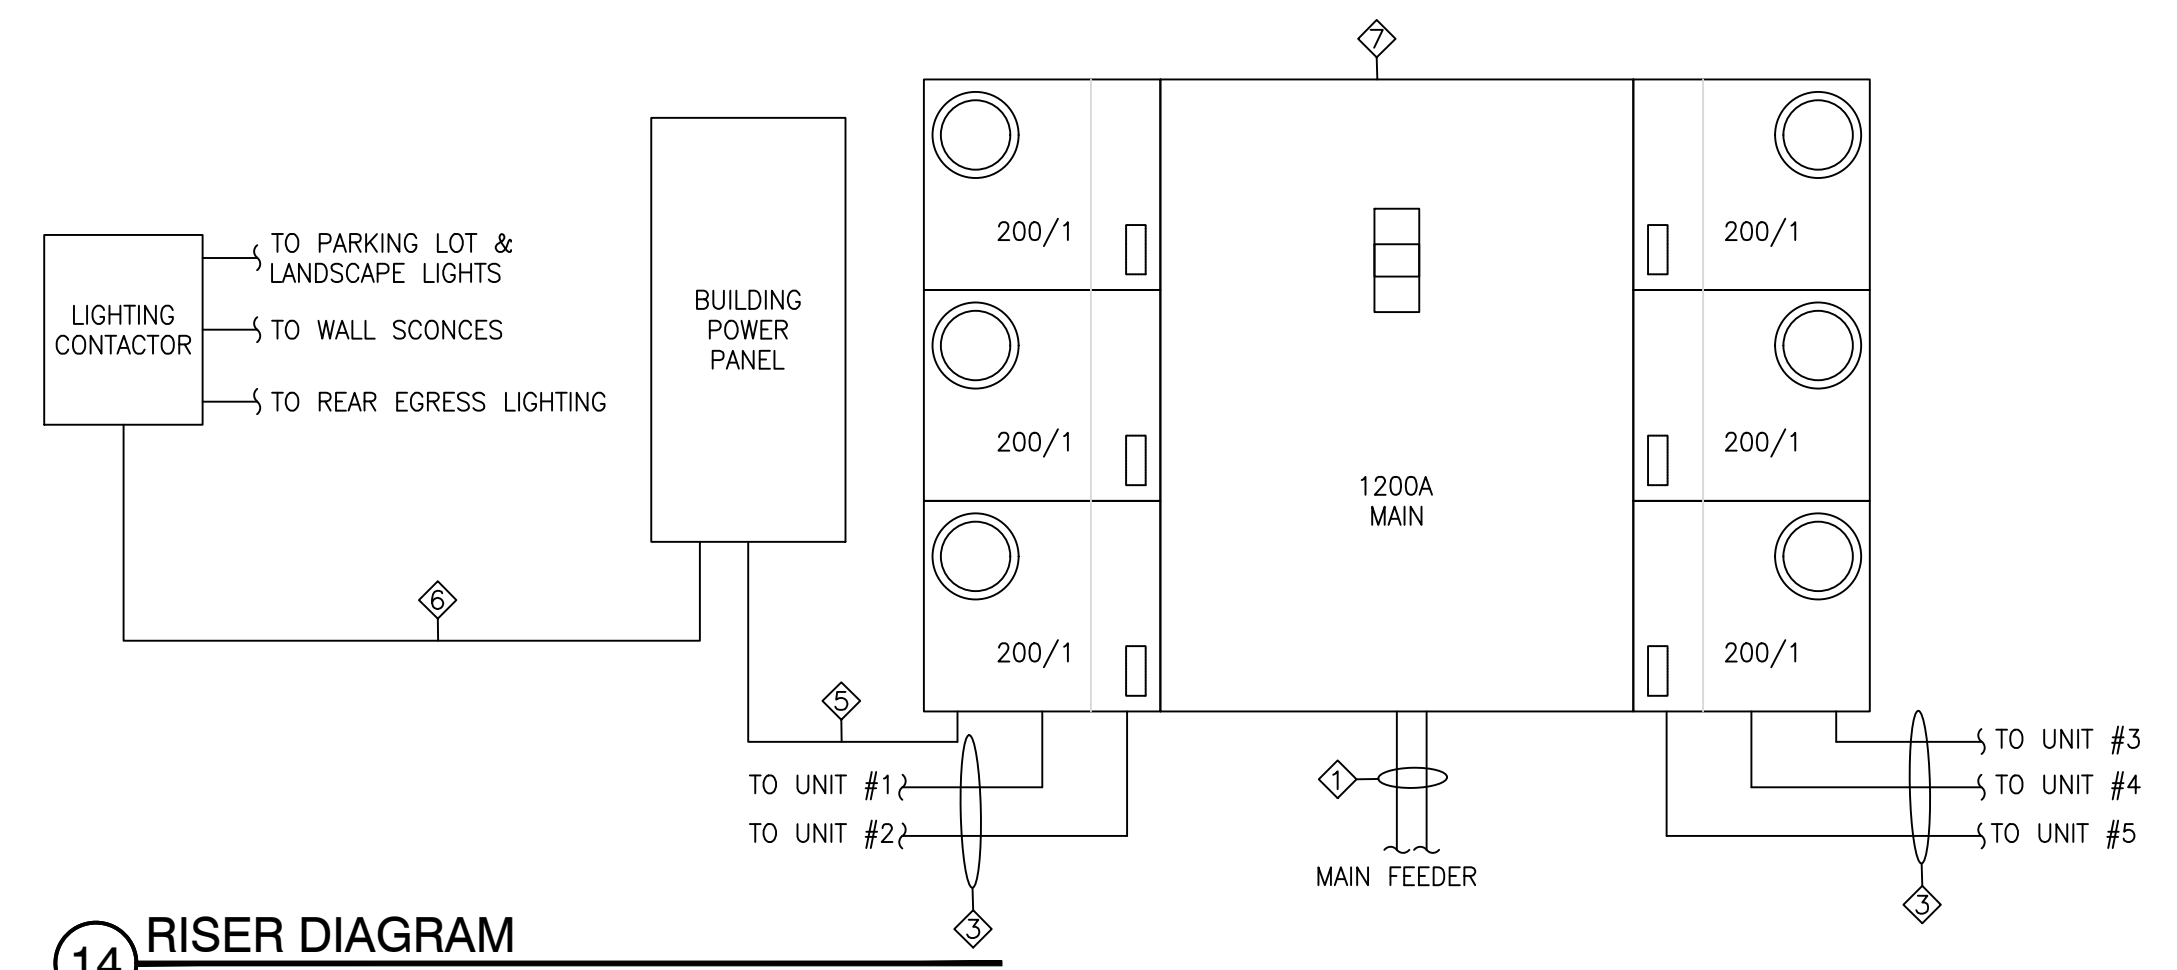 7
200/1
200/1
TO PARKING LOT &
LANDSCAPE LIGHTS
LIGHTING
CONTACTOR
TO WALL SCONCES
TO REAR EGRESS LIGHTING
BUILDING
POWER
PANEL
200/1
200/1
1200A
MAIN
6
200/1
200/1
5
TO UNIT #1
TO UNIT #2
1
MAIN FEEDER
TO UNIT #3
TO UNIT #4
TO UNIT #5
3
3
14
RISER DIAGRAM